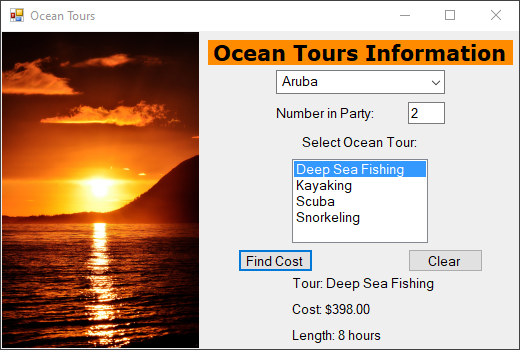 Ocean Tours
Ocean Tours Information
Aruba
Number in Party: 2
Select Ocean Tour:
Deep Sea Fishing
Kayaking
Scuba
Snorkeling
Find Cost Clear
Tour: Deep Sea Fishing
Cost: $398.00
Length: 8 hours